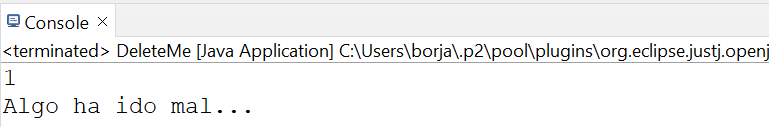 Console
<terminated> DeleteMe [Java Application] C:\Users\borja\.p2\pool\plugins\org.eclipse.justj.openj
1
Algo ha ido mal...